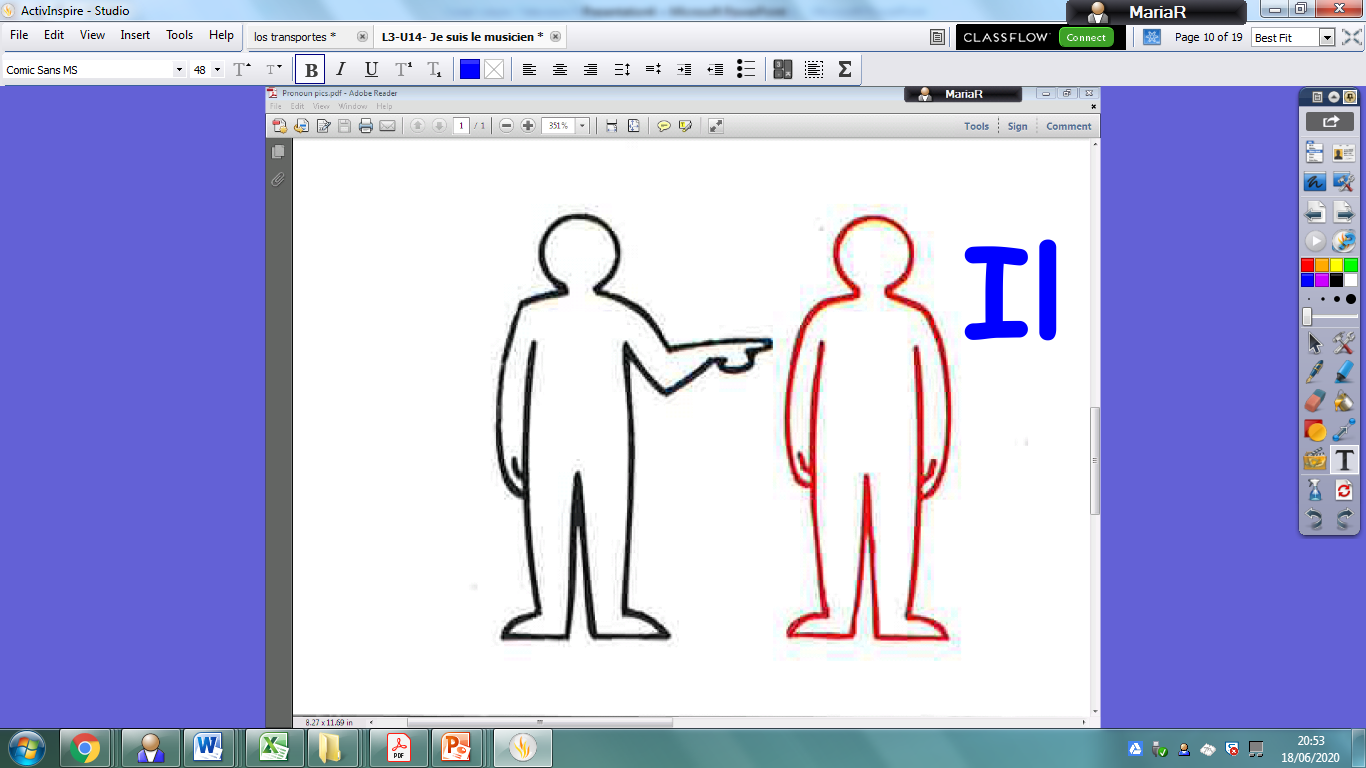 ActivInspire - Studio
MariaR
File Edit View Insert Tools Help
los transportes *
L3-U14- Je suis le musicien *
CLASSFLOW Connect
Page 10 of 19
Best Fit
Comic Sans MS
48
B I U T T Σ
Pronoun pics.pdf - Adobe Reader
MariaR
File Edit View Window Help
1 / 1
351%
Tools Sign Comment
Il
8.27 x 11.69 in
20:53
18/06/2020